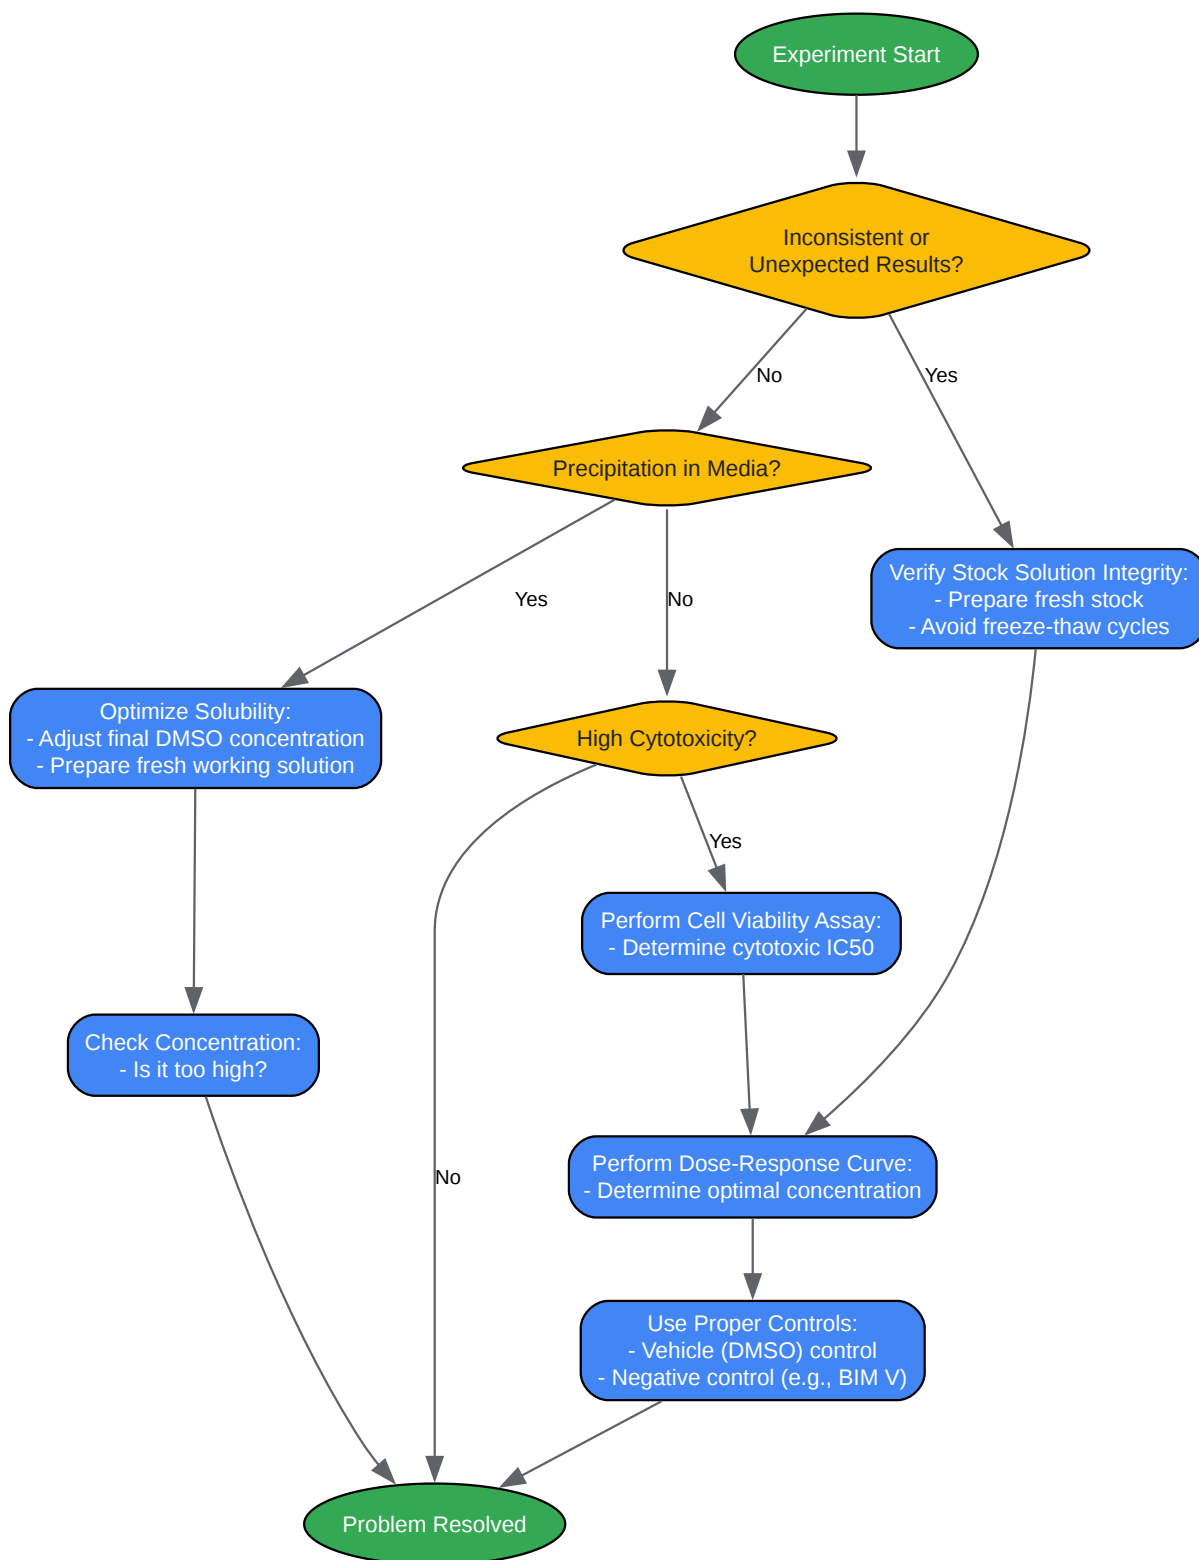 Experiment Start
Inconsistent or
Unexpected Results?
No
Yes
Precipitation in Media?
Yes
No
Verify Stock Solution Integrity:
- Prepare fresh stock
- Avoid freeze-thaw cycles
Optimize Solubility:
- Adjust final DMSO concentration
- Prepare fresh working solution
High Cytotoxicity?
Yes
Perform Cell Viability Assay:
- Determine cytotoxic IC50
Check Concentration:
- Is it too high?
No
Perform Dose-Response Curve:
- Determine optimal concentration
Use Proper Controls:
- Vehicle (DMSO) control
- Negative control (e.g., BIM V)
Problem Resolved